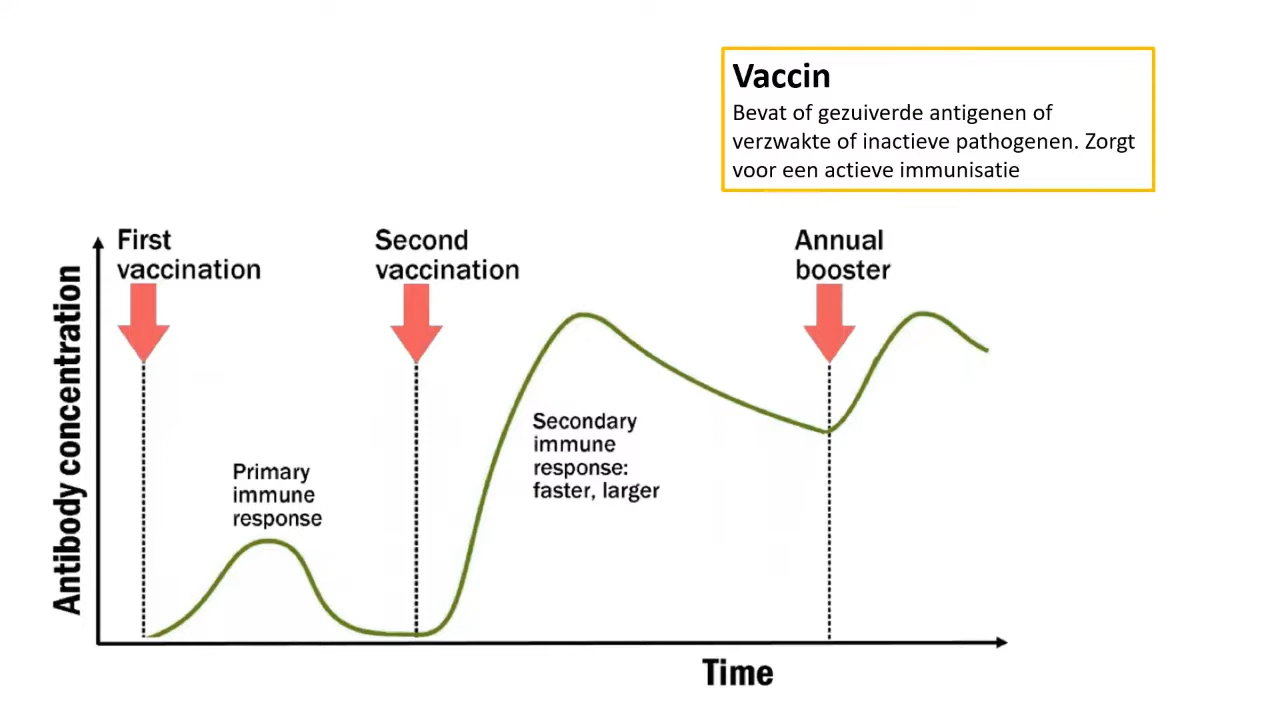 Vaccin
Bevat of gezuiverde antigenen of
verzwakte of inactieve pathogenen. Zorgt
voor een actieve immunisatie
First
vaccination
Second
vaccination
Annual
booster
Antibody concentration
Primary
immune
response
Secondary
immune
response:
faster, larger
Time